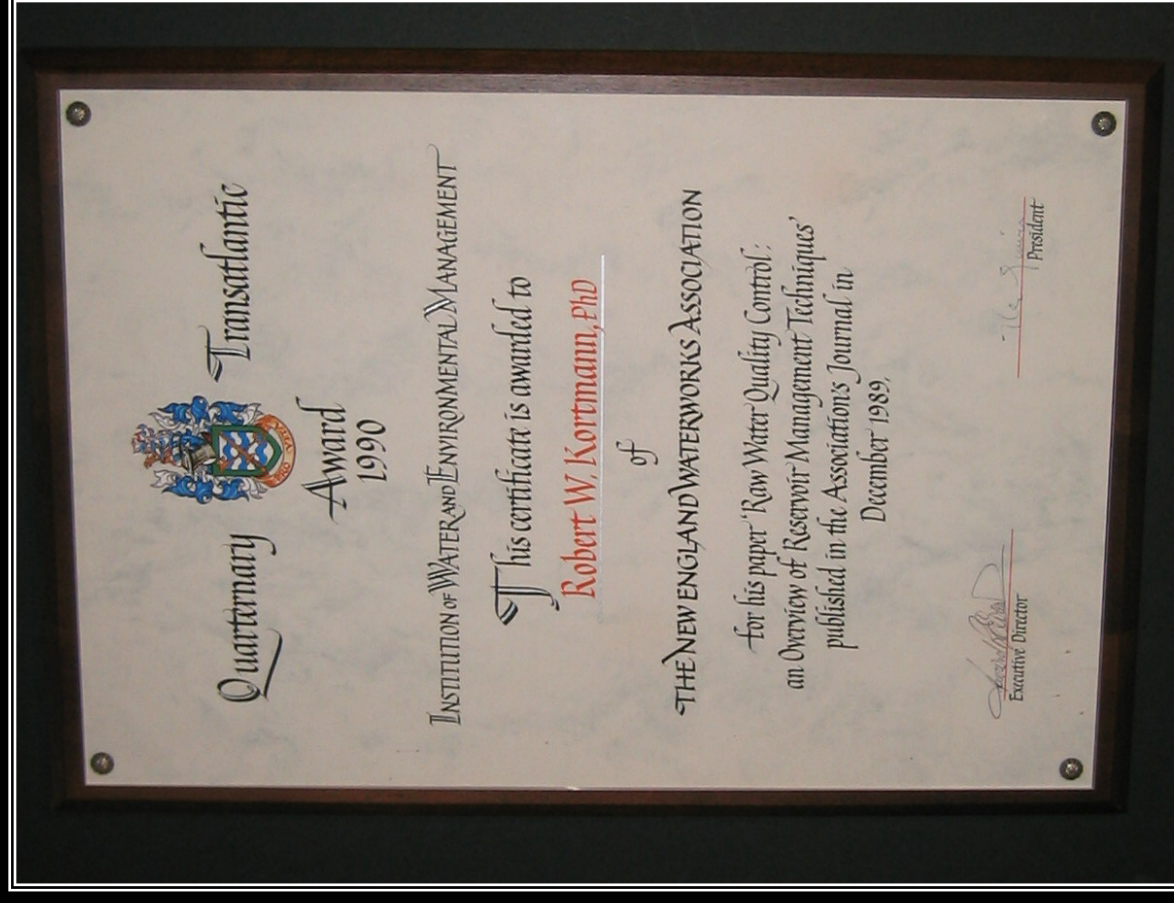 Quarternary Transatlantic
Award
1990
INSTITUTION OF WATER AND ENVIRONMENTAL MANAGEMENT
This certificate is awarded to
Robert W. Kortmann, PhD
of
THE NEW ENGLAND WATERWORKS ASSOCIATION
for his paper 'Raw Water Quality Control:
an Overview of Reservoir Management Techniques'
published in the Association's Journal in
December 1989.
Executive Director
President